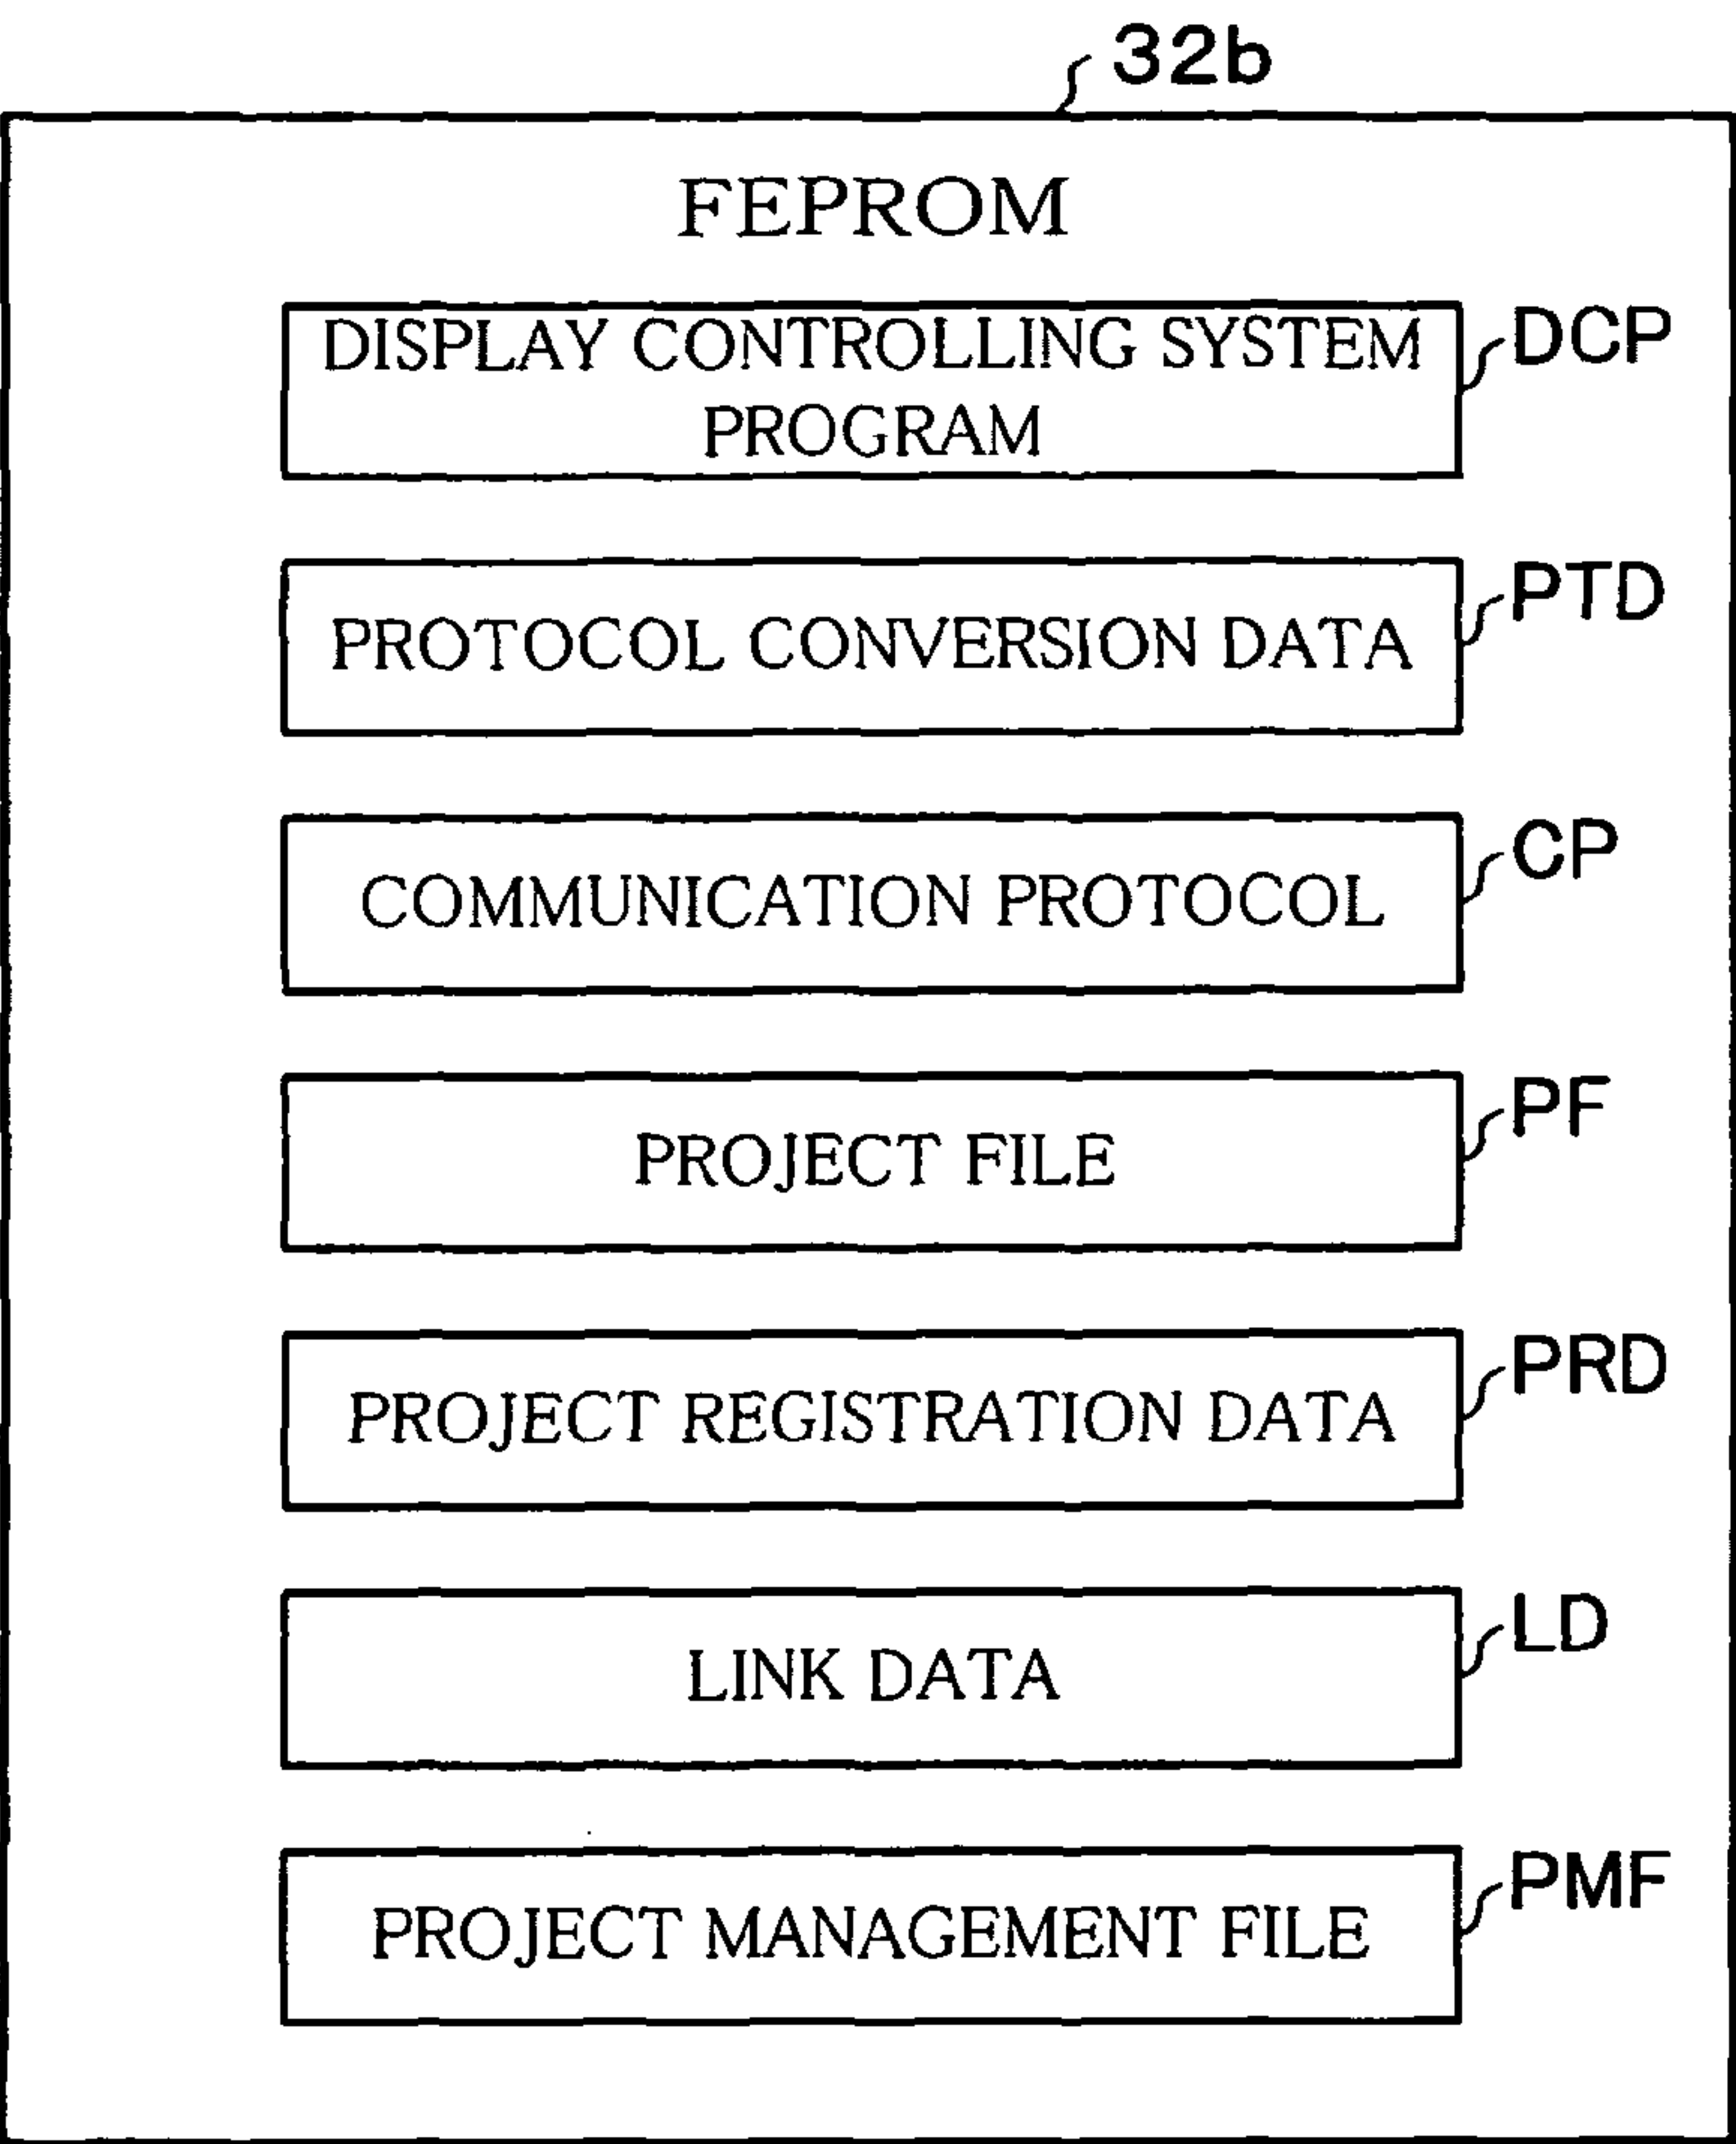 32b
FEPROM
DISPLAY CONTROLLING SYSTEM
PROGRAM
DCP
PROTOCOL CONVERSION DATA
PTD
COMMUNICATION PROTOCOL
CP
PROJECT FILE
PF
PROJECT REGISTRATION DATA
PRD
LINK DATA
LD
PROJECT MANAGEMENT FILE
PMF